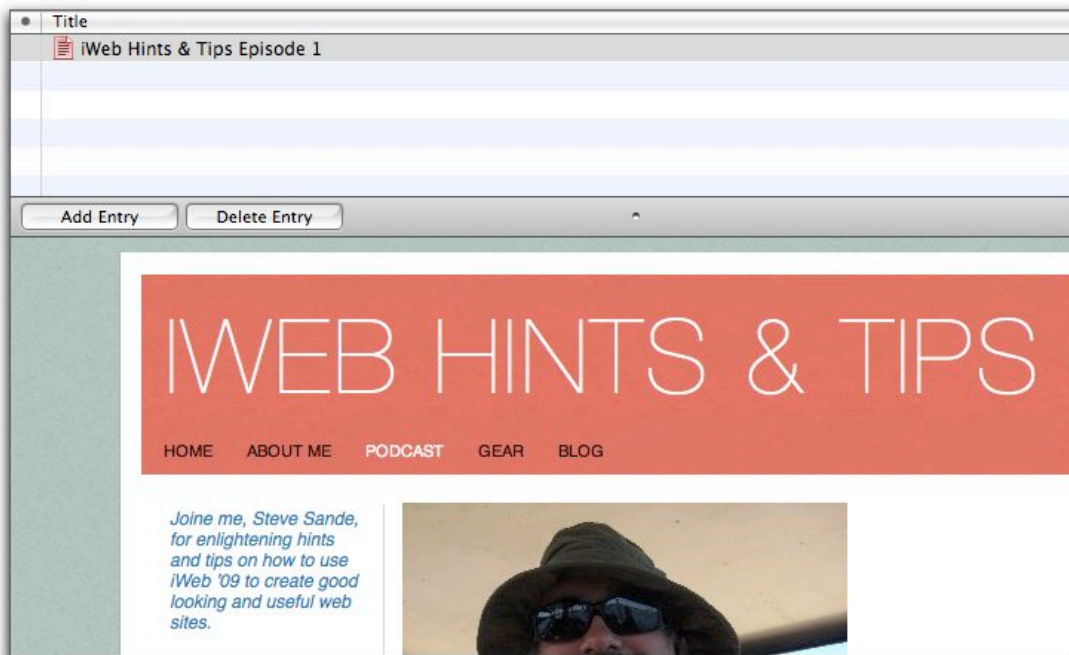 Title
iWeb Hints & Tips Episode 1
Add Entry
Delete Entry
IWEB HINTS & TIPS
HOME ABOUT ME PODCAST GEAR BLOG
Joine me, Steve Sande,
for enlightening hints
and tips on how to use
iWeb '09 to create good
looking and useful web
sites.